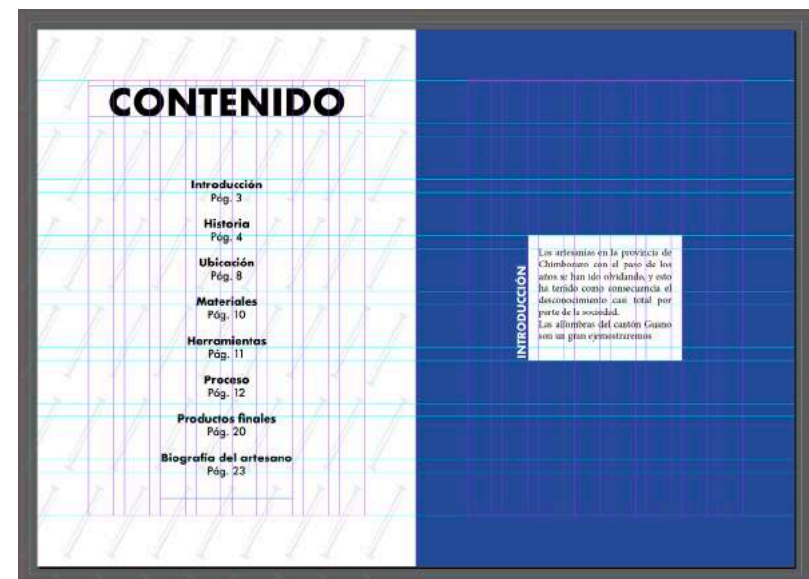 CONTENIDO
Introducción
Pág. 3
Historia
Pág. 4
Ubicación
Pág. 8
Materiales
Pág. 10
Herramientas
Pág. 11
Proceso
Pág. 12
Productos finales
Pág. 20
Biografía del artesano
Pág. 23
INTRODUCCIÓN
Las artesanías en la provincia de
Chimborazo con el paso de los
años se han ido olvidando, y esto
ha tenido como consecuencia el
desconocimiento casi total por
parte de la sociedad.
Las alfombras del cantón Guano
son un gran ejemostraremos